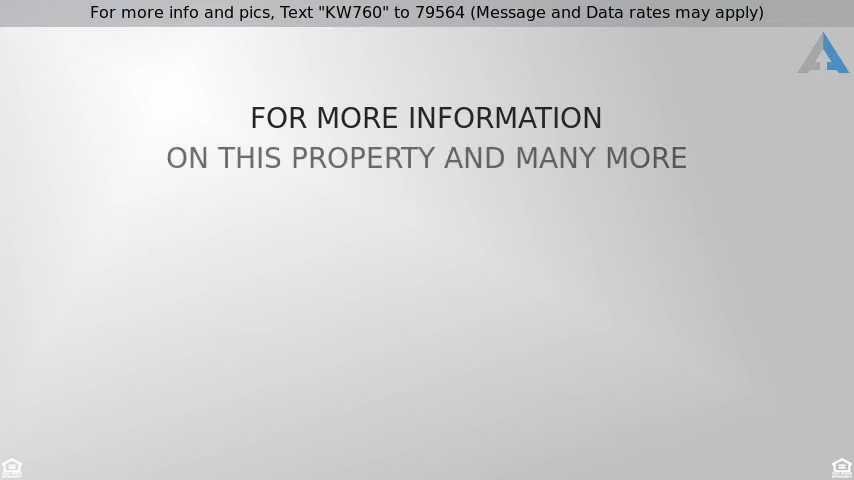 For more info and pics, Text "KW760" to 79564 (Message and Data rates may apply)
FOR MORE INFORMATION
ON THIS PROPERTY AND MANY MORE